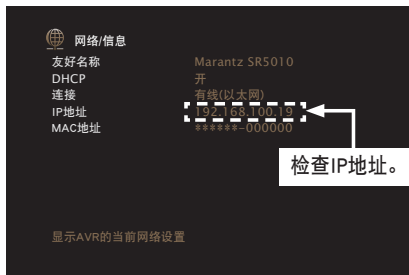 网络/信息
友好名称 Marantz SR5010
DHCP 开
连接 有线(以太网)
IP地址 192.168.100.19
MAC地址 ******-000000
检查IP地址。
显示AVR的当前网络设置